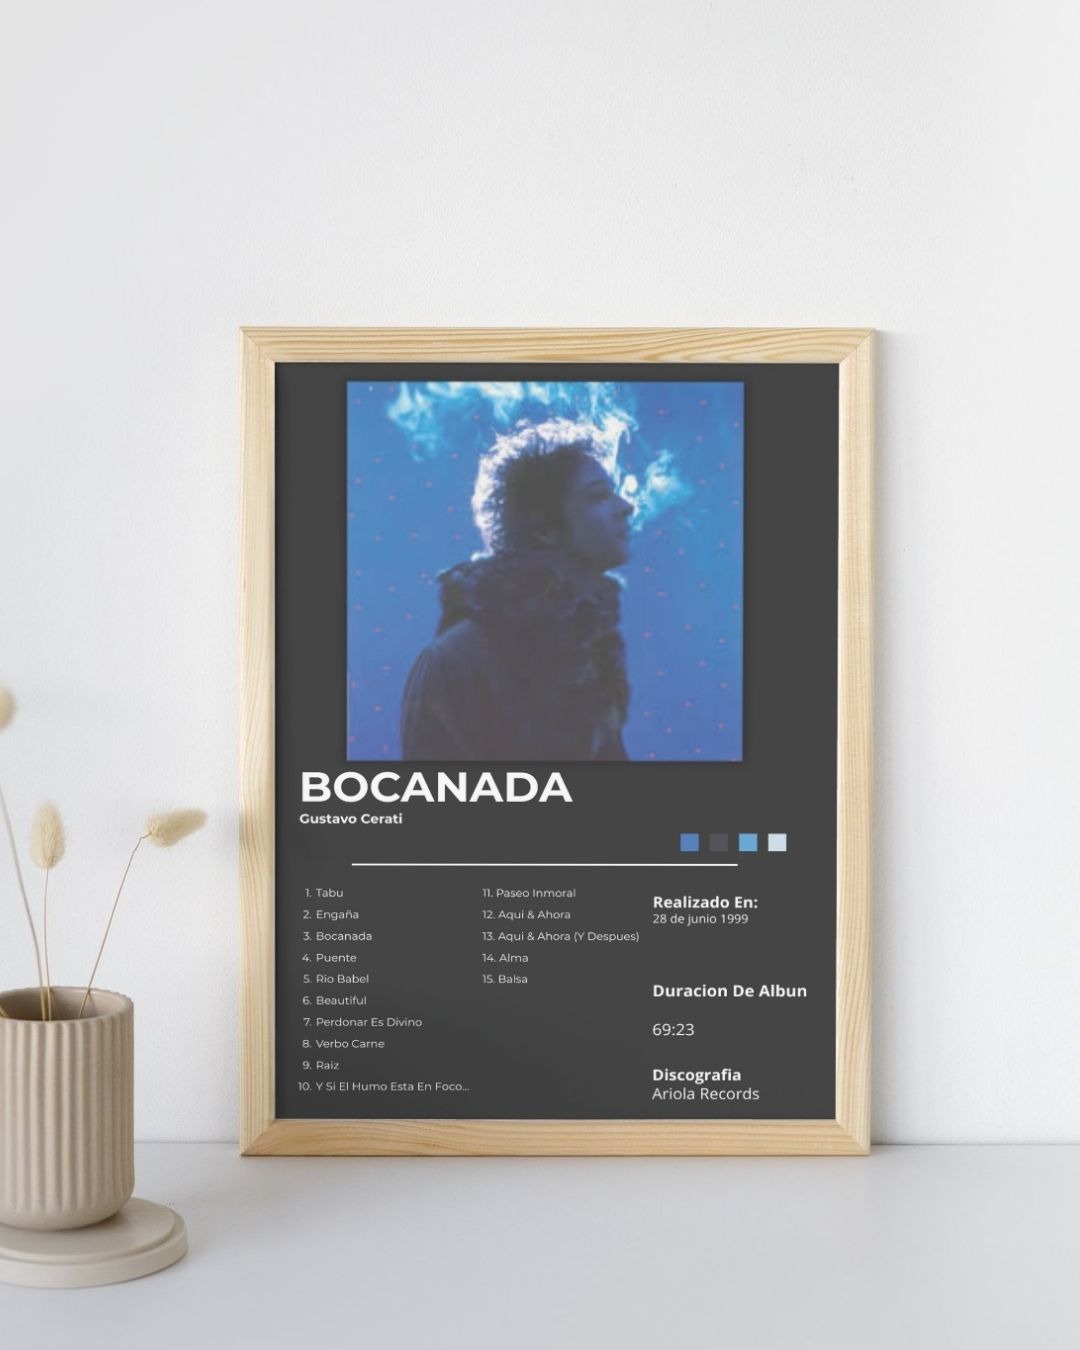 BOCANADA
Gustavo Cerati
1. Tabu
2. Engaña
3. Bocanada
4. Puente
5. Rio Babel
6. Beautiful
7. Perdonar Es Divino
8. Verbo Carne
9. Raiz
10. Y Si El Humo Esta En Foco...
11. Paseo Inmoral
12. Aqui & Ahora
13. Aqui & Ahora (Y Despues)
14. Alma
15. Balsa
Realizado En:
28 de junio 1999
Duracion De Albun
69:23
Discografia
Ariola Records